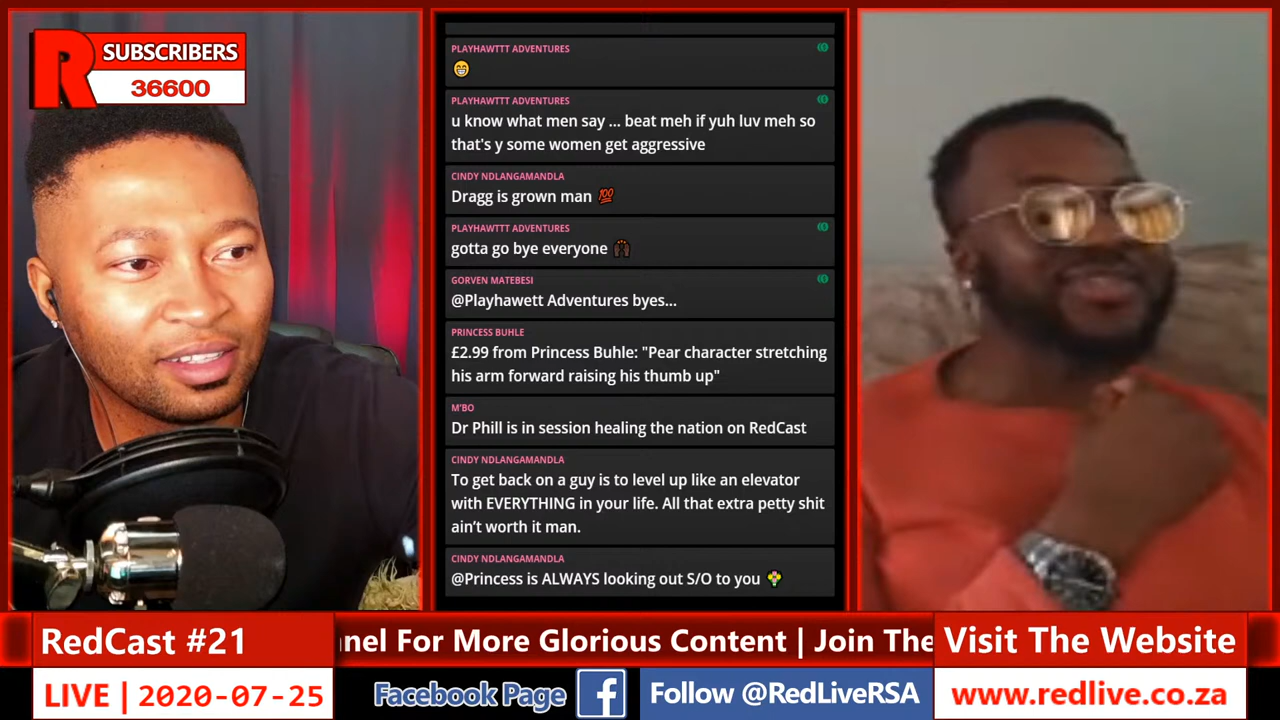 R
SUBSCRIBERS
36600
PLAYHAWTTT ADVENTURES
😁
PLAYHAWTTT ADVENTURES
u know what men say ... beat meh if yuh luv meh so
that's y some women get aggressive
CINDY NDLANGAMANDLA
Dragg is grown man 💯
PLAYHAWTTT ADVENTURES
gotta go bye everyone 🙌🏿
GORVEN MATEBESI
@Playhawett Adventures byes...
PRINCESS BUHLE
£2.99 from Princess Buhle: "Pear character stretching
his arm forward raising his thumb up"
M'BO
Dr Phill is in session healing the nation on RedCast
CINDY NDLANGAMANDLA
To get back on a guy is to level up like an elevator
with EVERYTHING in your life. All that extra petty shit
ain't worth it man.
CINDY NDLANGAMANDLA
@Princess is ALWAYS looking out S/O to you 💐
RedCast #21
nel For More Glorious Content | Join The
Visit The Website
LIVE | 2020-07-25
Facebook Page
f
Follow @RedLiveRSA
www.redlive.co.za